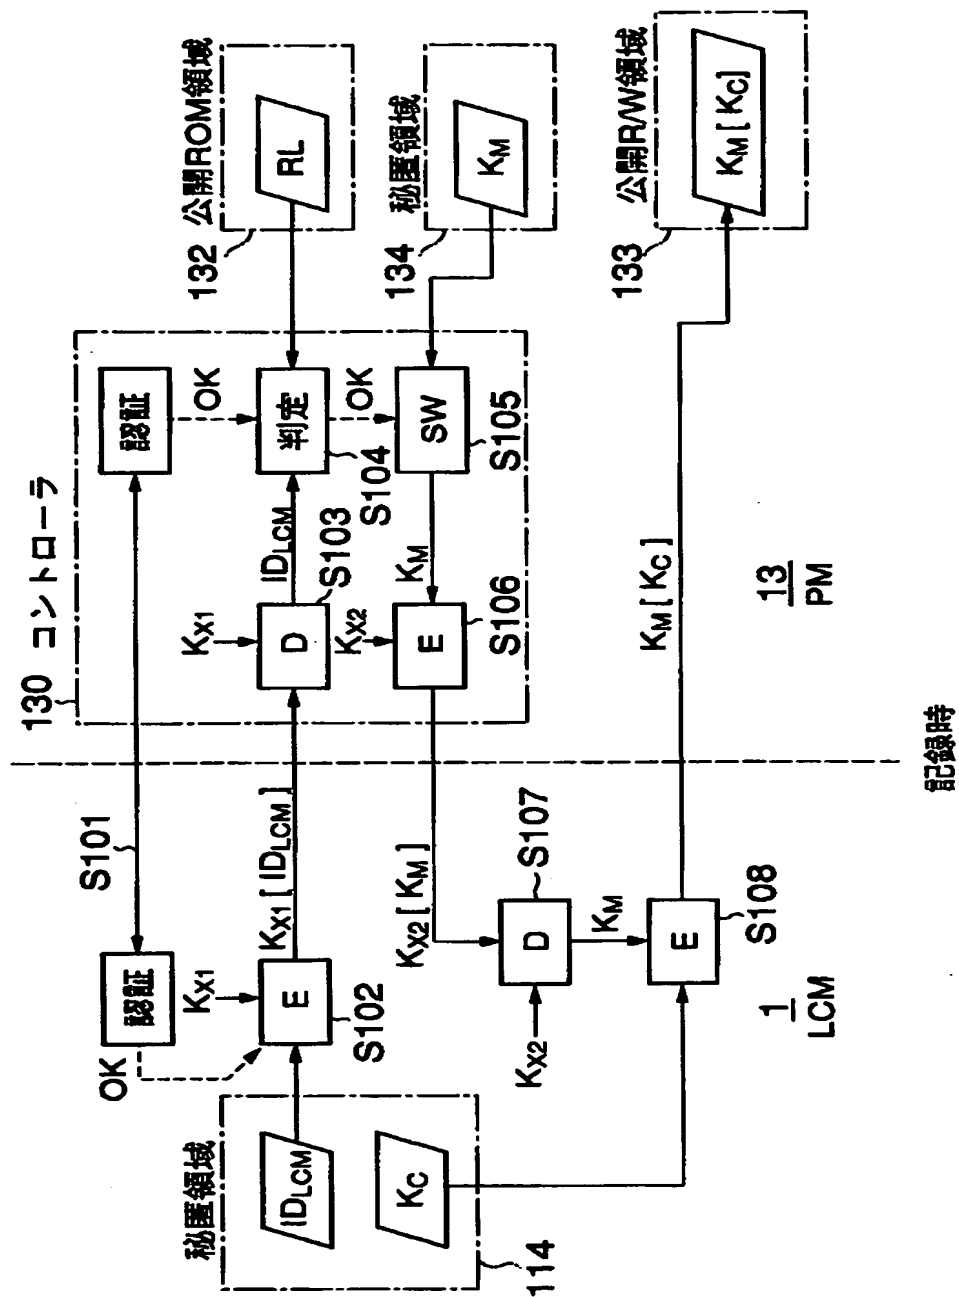 秘匿領域
114
IDLCM
KC
OK
認証
KX1
E
S102
KX1 [ IDLCM ]
S101
1
LCM
KX2
D
S107
KM
E
S108
KX2 [ KM ]
130 コントローラ
認証
OK
KX1
D
S103
IDLCM
判定
S104
OK
KX2
E
S106
KM
SW
S105
KM [ KC ]
13
PM
公開ROM領域
132
RL
秘匿領域
134
KM
公開R/W領域
133
KM [ KC]
記録時